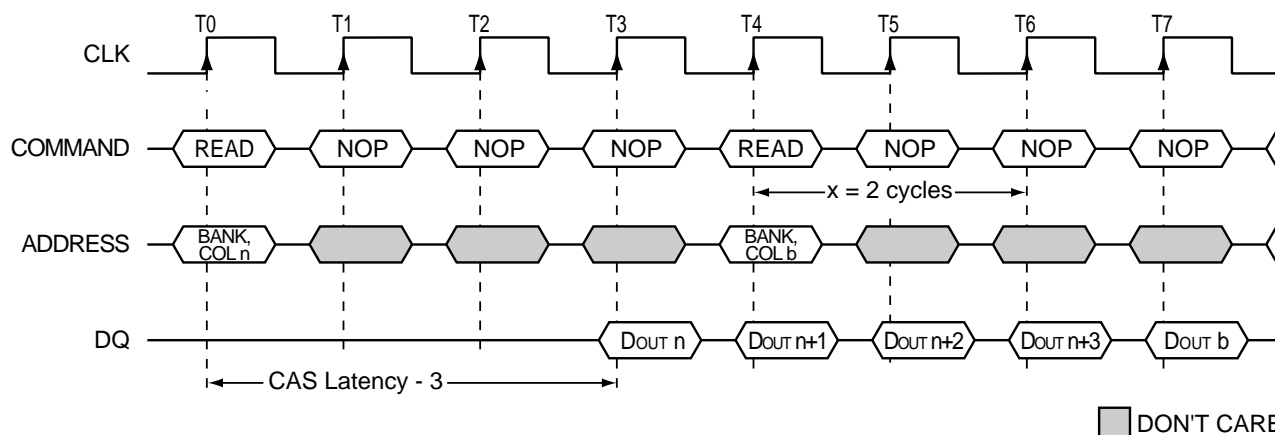 T0 T1 T2 T3 T4 T5 T6 T7
CLK
COMMAND READ NOP NOP NOP READ NOP NOP NOP
x = 2 cycles
ADDRESS BANK, COL n BANK, COL b
DQ DOUT n DOUT n+1 DOUT n+2 DOUT n+3 DOUT b
CAS Latency - 3
DON'T CARE